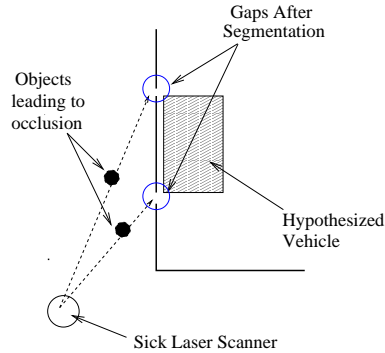 Gaps After
Segmentation
Objects
leading to
occlusion
Hypothesized
Vehicle
Sick Laser Scanner